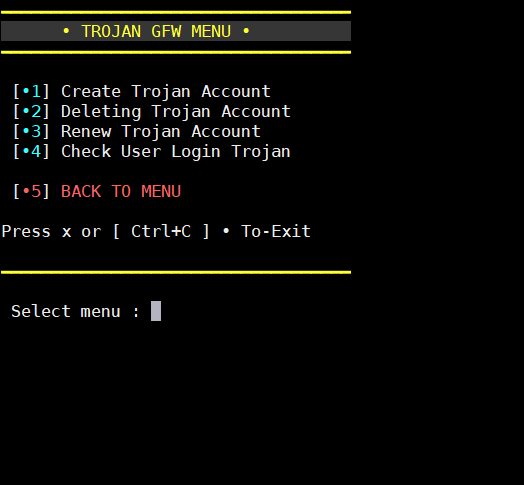 • TROJAN GFW MENU •
[•1] Create Trojan Account
[•2] Deleting Trojan Account
[•3] Renew Trojan Account
[•4] Check User Login Trojan
[•5] BACK TO MENU
Press x or [ Ctrl+C ] • To-Exit
Select menu :